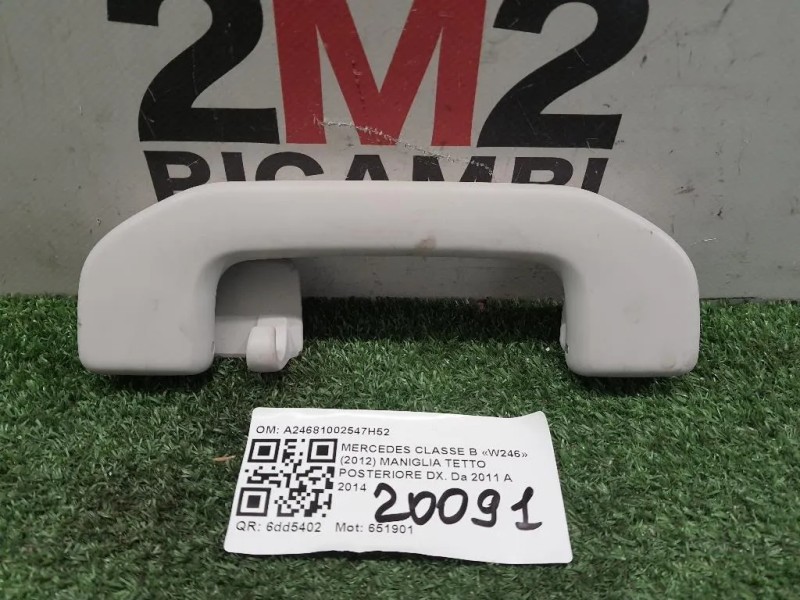 2M2
RICAMBI
OM: A24681002547H52
MERCEDES CLASSE B «W246»
(2012) MANIGLIA TETTO
POSTERIORE DX. Da 2011 A
2014
20091
QR: 6dd5402 Mot: 651901